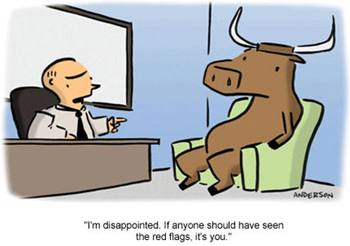 ANDERSON
"I'm disappointed. If anyone should have seen
the red flags, it's you."